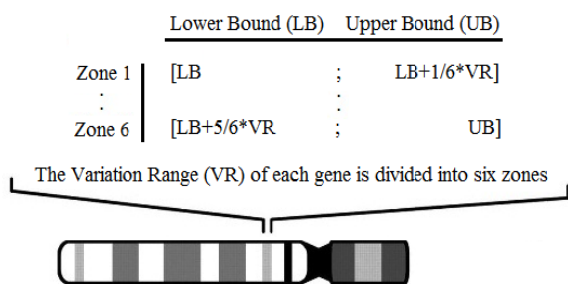 Lower Bound (LB) Upper Bound (UB)
Zone 1 [LB ; LB+1/6*VR]
: :
Zone 6 [LB+5/6*VR ; UB]
The Variation Range (VR) of each gene is divided into six zones